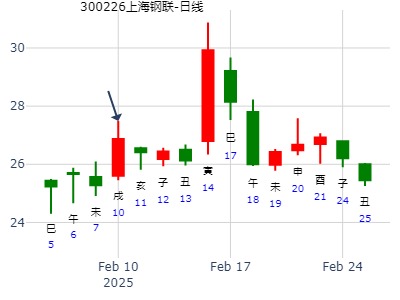 300226上海钢联-日线
30
28
26
24
巳
5
午
6
未
7
戌
10
亥
11
子
12
丑
13
寅
14
巳
17
午
18
未
19
申
20
酉
21
子
24
丑
25
Feb 10
2025
Feb 17
Feb 24